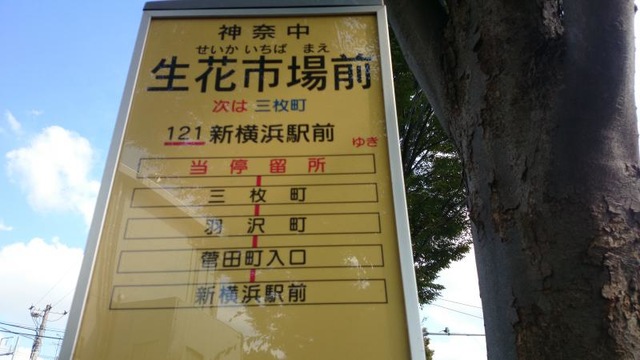 神奈中
せいか いちば まえ
生花市場前
次は 三枚町
121 新横浜駅前 ゆき
当停留所
三枚町
羽沢町
菅田町入口
新横浜駅前